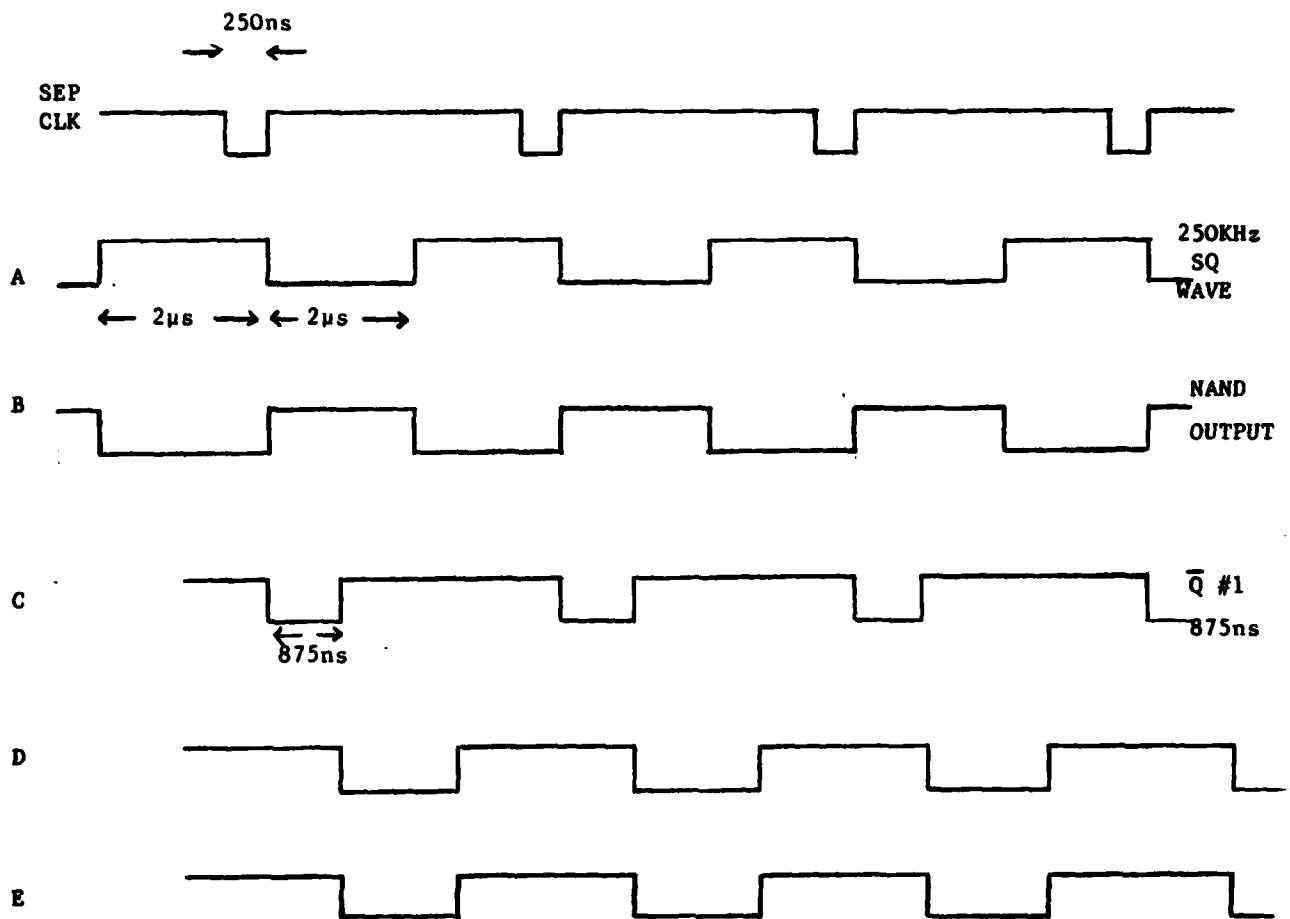 250ns
SEP
CLK
250KHz
A
SQ
WAVE
2µs
2µs
B
NAND
OUTPUT
C
Q̅ #1
875ns
875ns
D
E